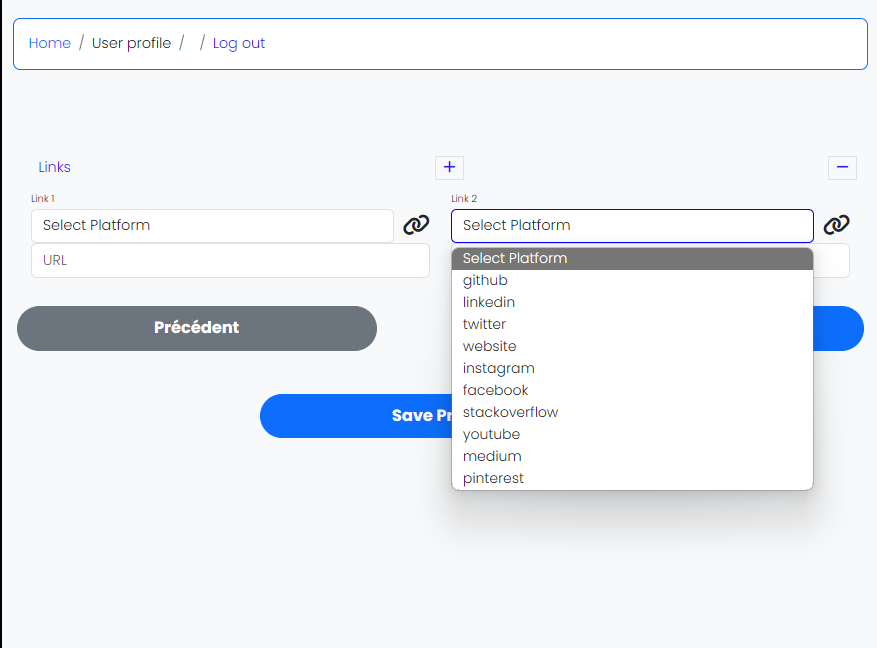 Home / User profile / / Log out
Links + −
Link 1
Select Platform
URL
Link 2
Select Platform
Select Platform
github
linkedin
twitter
website
instagram
facebook
stackoverflow
youtube
medium
pinterest
Précédent
Save Pr